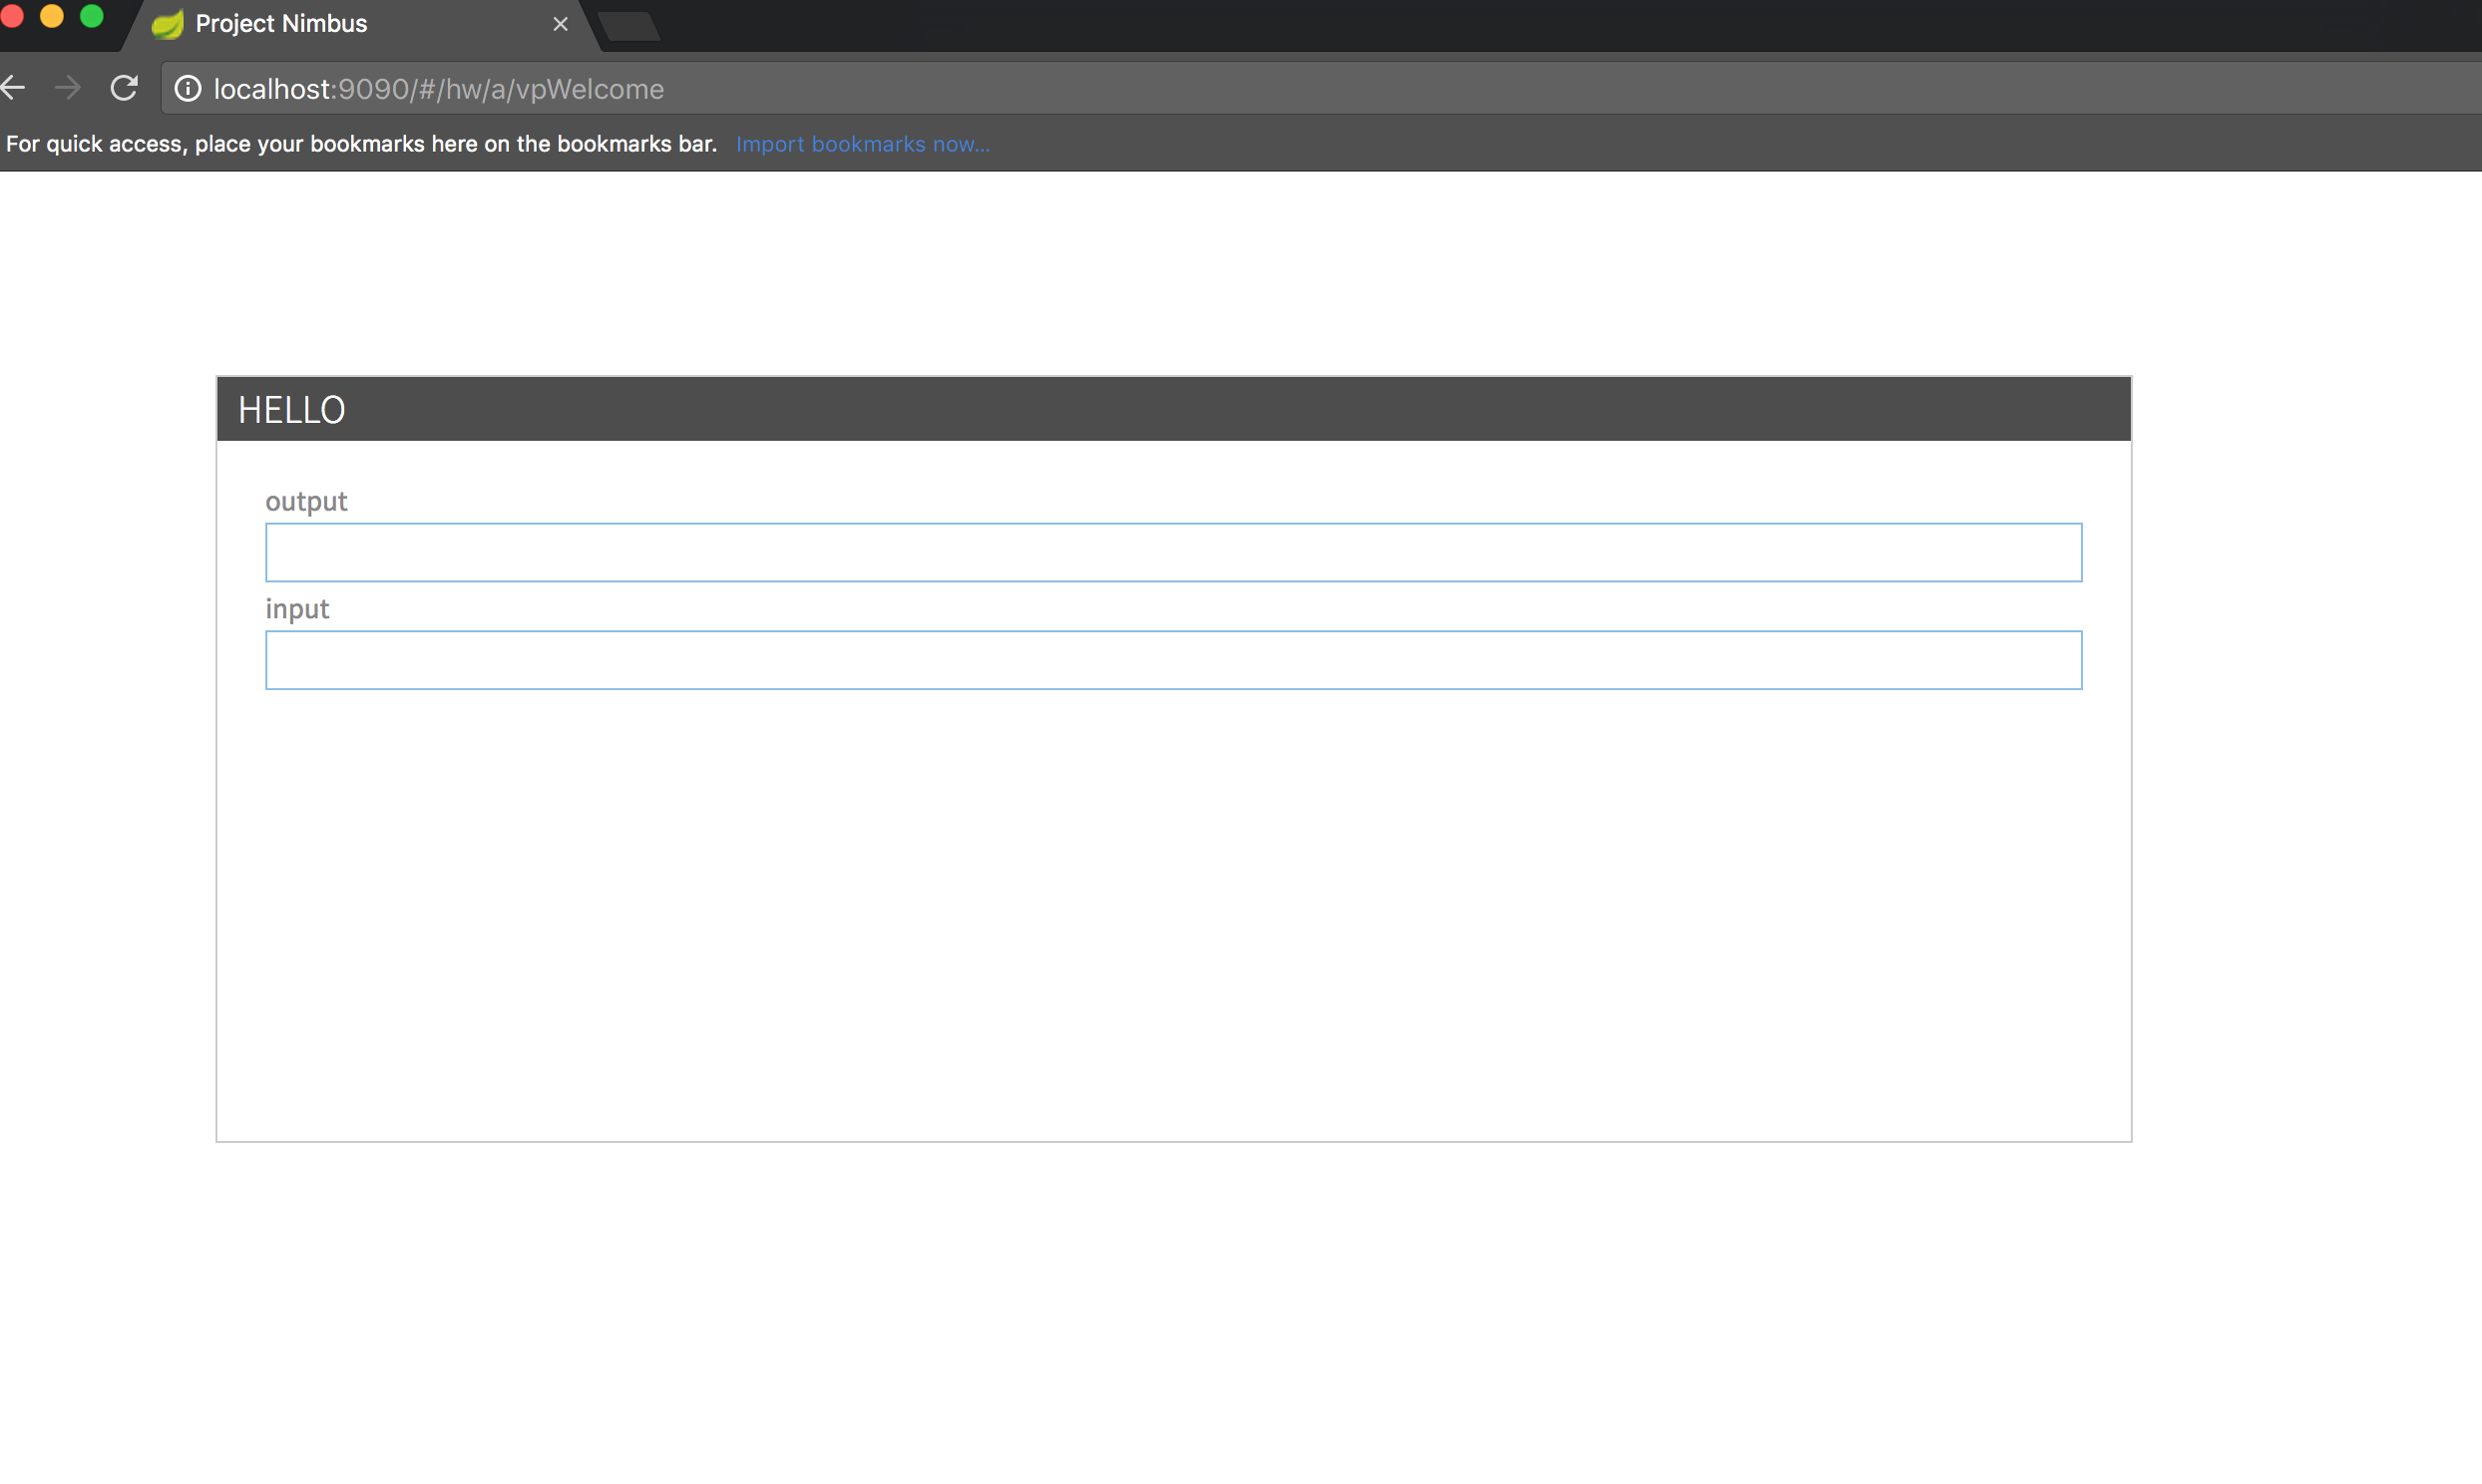 Project Nimbus
localhost:9090/#/hw/a/vpWelcome
For quick access, place your bookmarks here on the bookmarks bar. Import bookmarks now...
HELLO
output
input